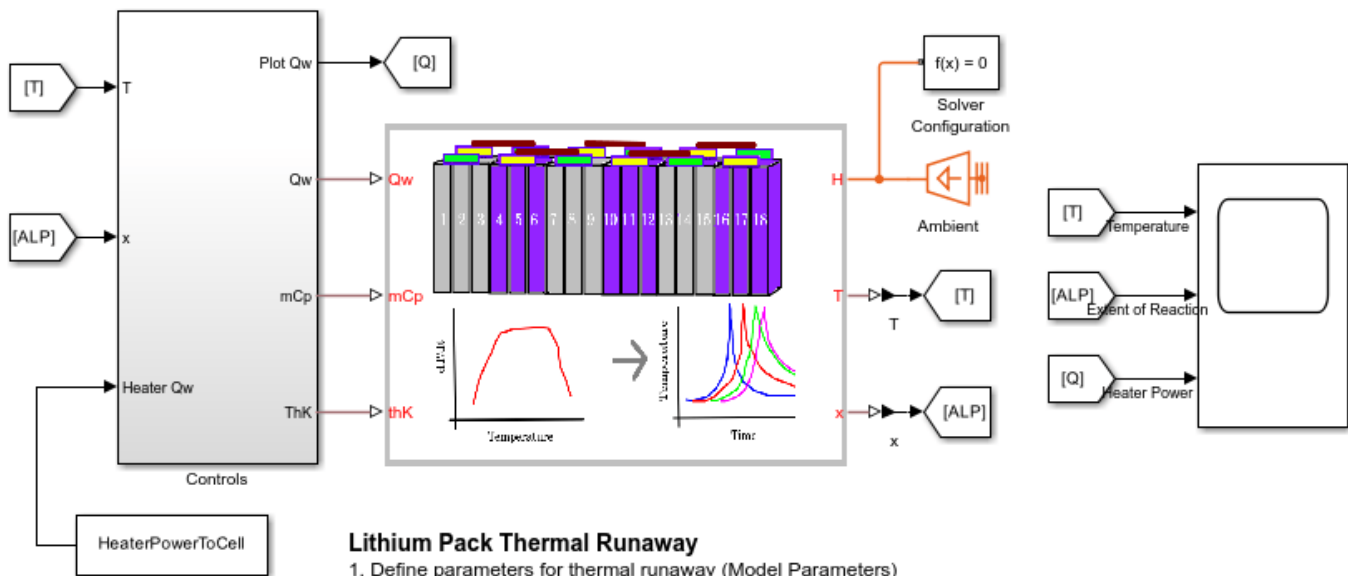 [T]
[ALP]
T
x
Heater Qw
Plot Qw
Qw
mCp
ThK
Controls
HeaterPowerToCell
[Q]
Qw
mCp
thK
1 2 3 4 5 6 7 8 9 10 11 12 13 14 15 16 17 18
Temperature
Temperature
Time
H
T
x
f(x) = 0
Solver
Configuration
Ambient
T
[T]
x
[ALP]
[T]
Temperature
[ALP]
Extent of Reaction
[Q]
Heater Power
Lithium Pack Thermal Runaway
1. Define parameters for thermal runaway (Model Parameters)